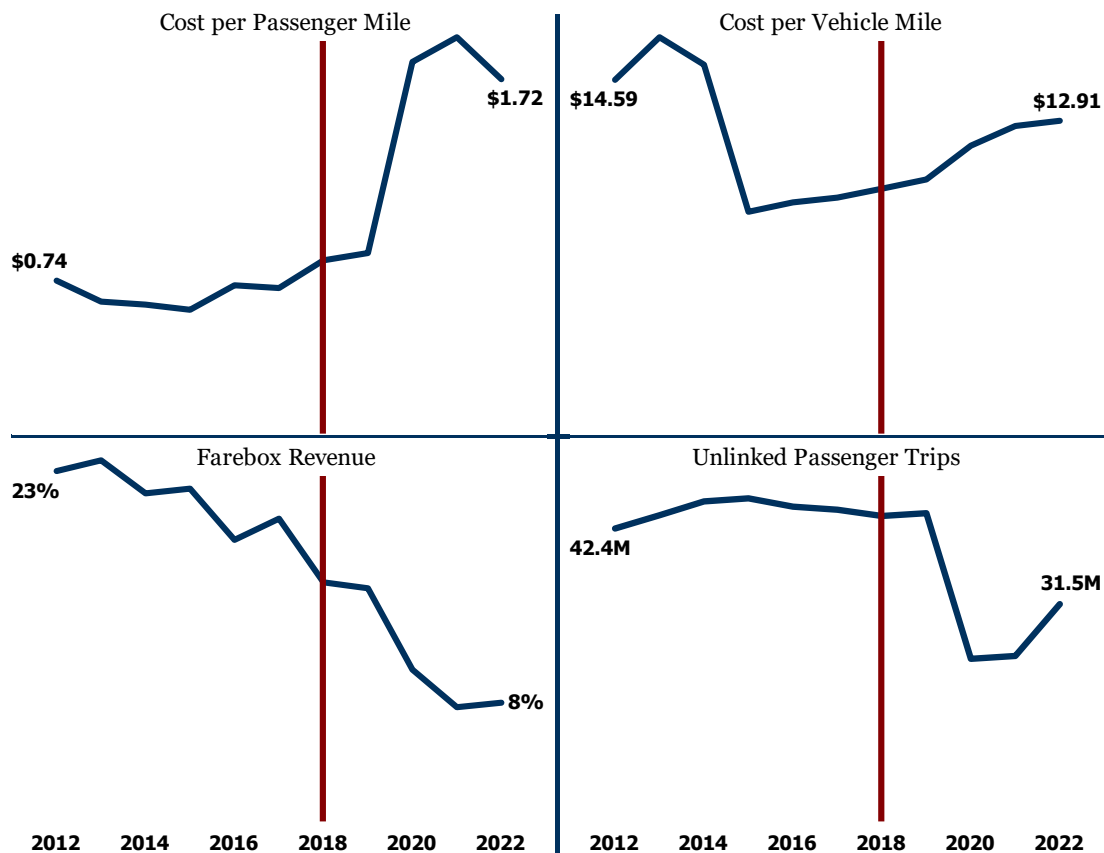 Cost per Passenger Mile
$0.74
$1.72
Cost per Vehicle Mile
$14.59
$12.91
Farebox Revenue
23%
8%
Unlinked Passenger Trips
42.4M
31.5M
2012 2014 2016 2018 2020 2022
2012 2014 2016 2018 2020 2022